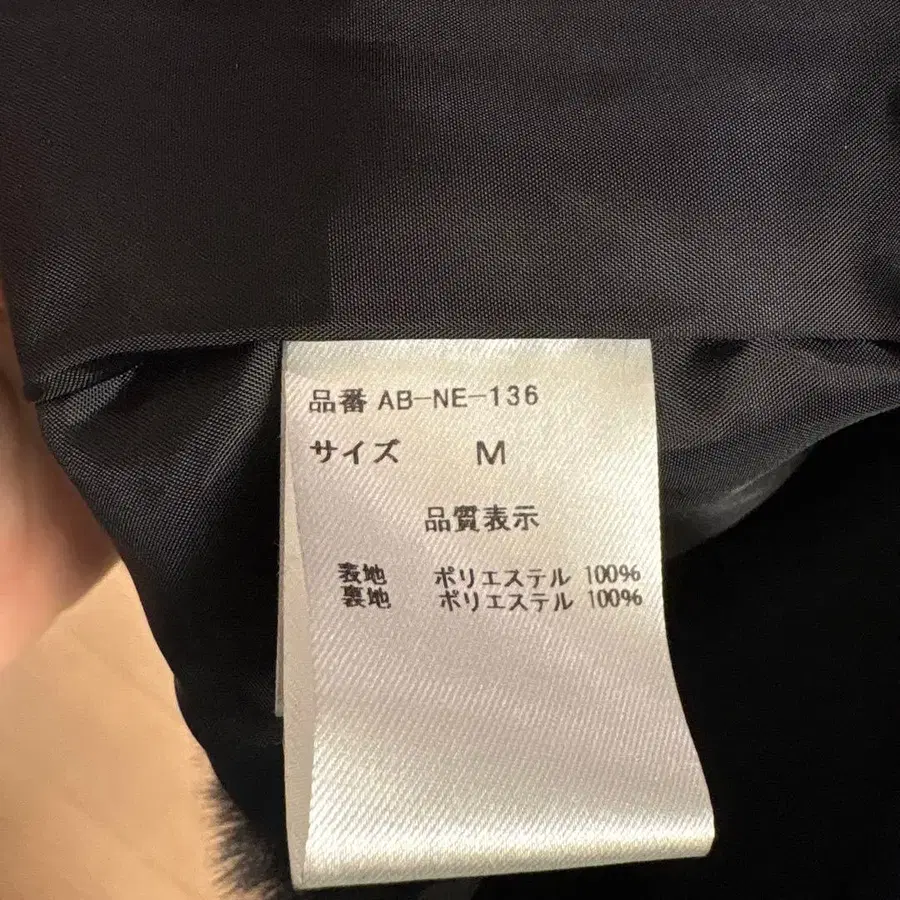 品番 AB-NE-136
サイズ M
品質表示
表地 ポリエステル 100%
裏地 ポリエステル 100%